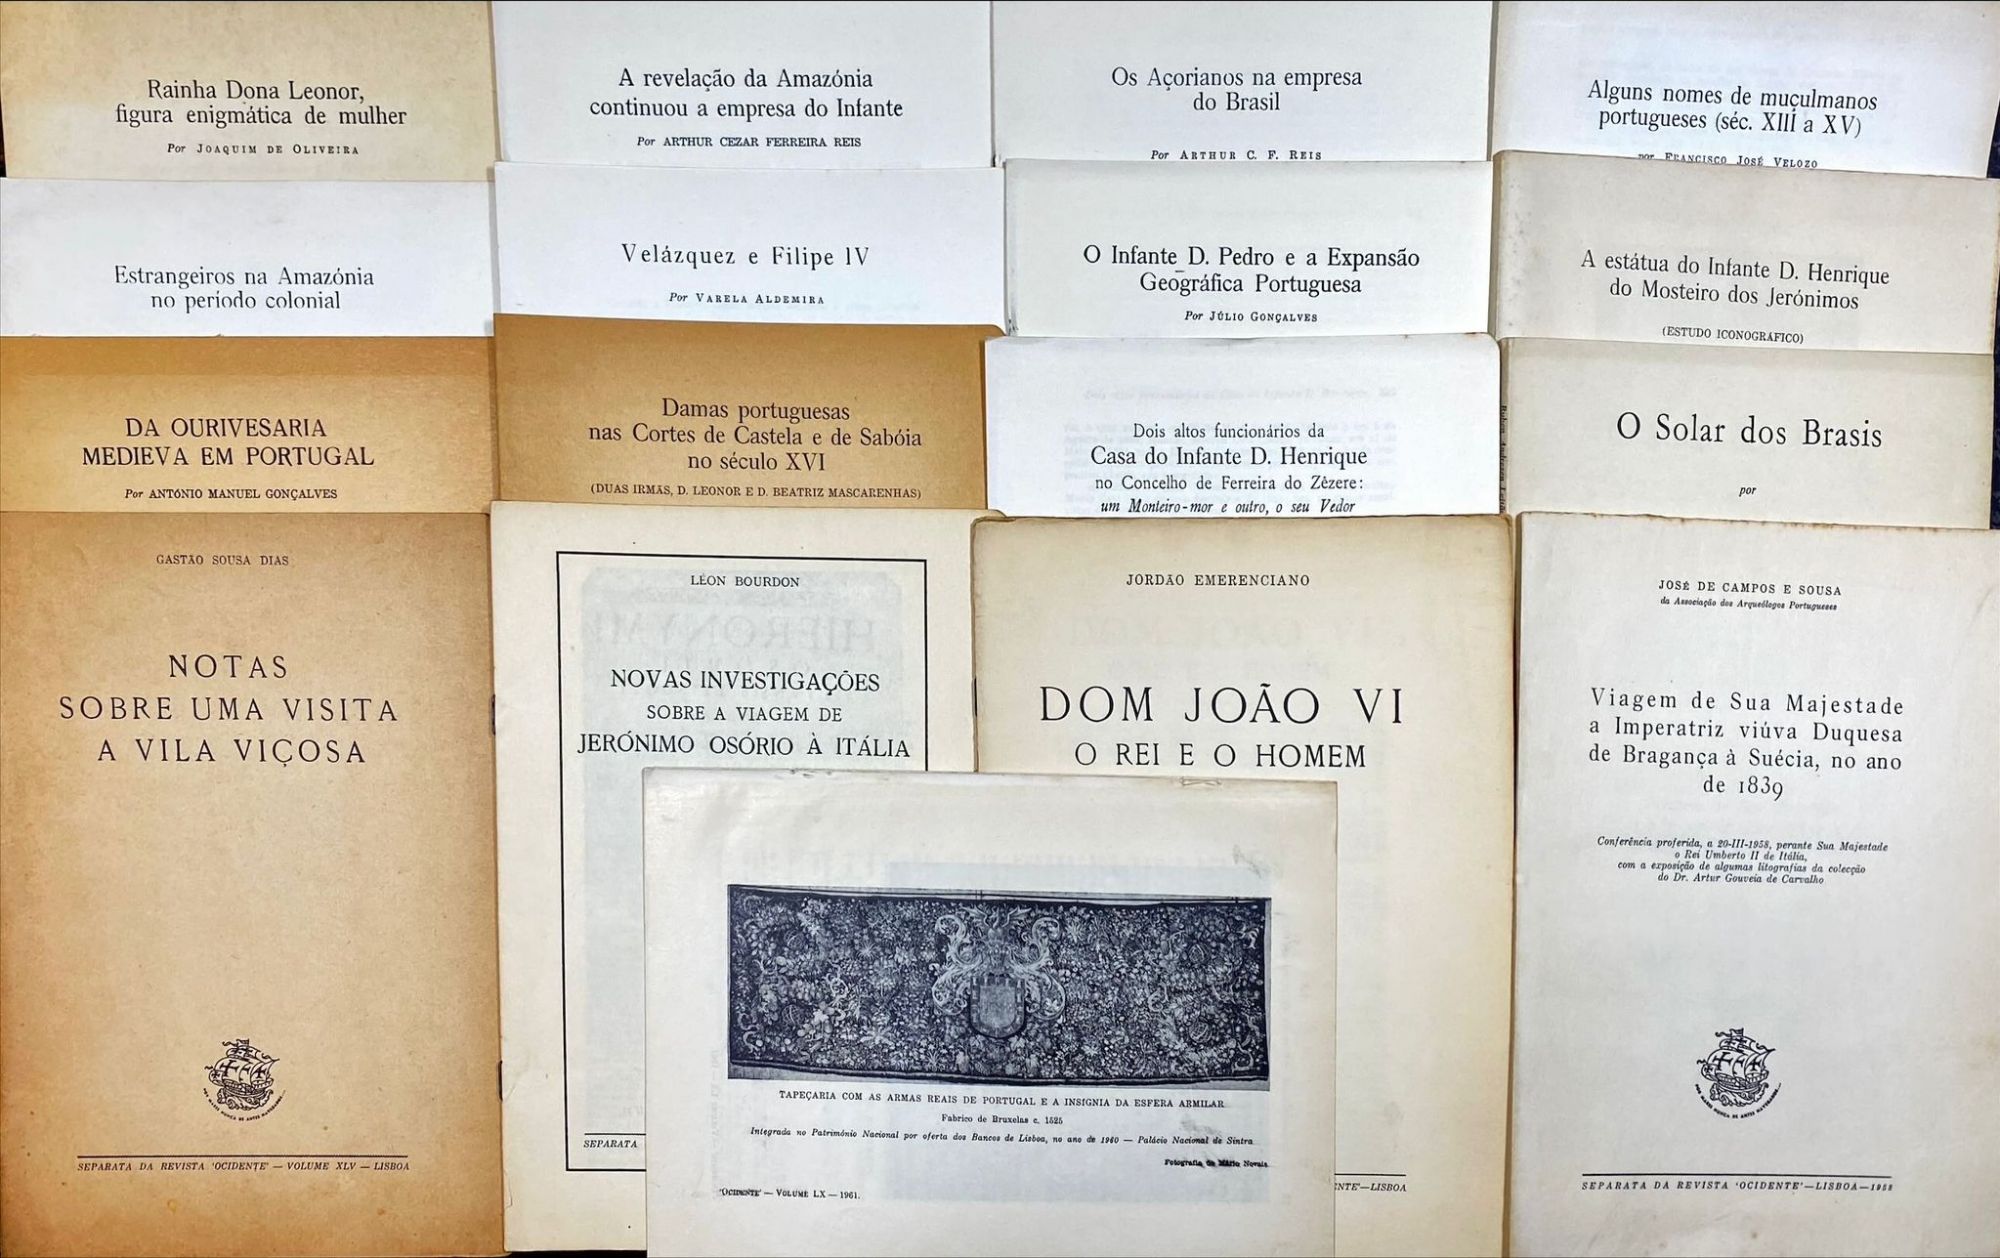 Rainha Dona Leonor,
figura enigmática de mulher
Por JOAQUIM DE OLIVEIRA
A revelação da Amazónia
continuou a empresa do Infante
Por ARTHUR CEZAR FERREIRA REIS
Os Açorianos na empresa
do Brasil
Por ARTHUR C. F. REIS
Alguns nomes de muçulmanos
portugueses (séc. XIII a XV)
por FRANCISCO JOSÉ VELOZO
Estrangeiros na Amazónia
no período colonial
Velázquez e Filipe IV
Por VARELA ALDEMIRA
O Infante D. Pedro e a Expansão
Geográfica Portuguesa
Por JÚLIO GONÇALVES
A estátua do Infante D. Henrique
do Mosteiro dos Jerónimos
(ESTUDO ICONOGRÁFICO)
DA OURIVESARIA
MEDIEVA EM PORTUGAL
Por ANTÓNIO MANUEL GONÇALVES
Damas portuguesas
nas Cortes de Castela e de Sabóia
no século XVI
(DUAS IRMÃS, D. LEONOR E D. BEATRIZ MASCARENHAS)
Dois altos funcionários da
Casa do Infante D. Henrique
no Concelho de Ferreira do Zêzere:
um Monteiro-mor e outro, o seu Vedor
O Solar dos Brasis
por
GASTÃO SOUSA DIAS
NOTAS
SOBRE UMA VISITA
A VILA VIÇOSA
SEPARATA DA REVISTA 'OCIDENTE' — VOLUME XLV — LISBOA
LÉON BOURDON
NOVAS INVESTIGAÇÕES
SOBRE A VIAGEM DE
JERÓNIMO OSÓRIO À ITÁLIA
SEPARATA
JORDÃO EMERENCIANO
DOM JOÃO VI
O REI E O HOMEM
NTE'—LISBOA
JOSÉ DE CAMPOS E SOUSA
da Associação dos Arqueólogos Portugueses
Viagem de Sua Majestade
a Imperatriz viúva Duquesa
de Bragança à Suécia, no ano
de 1839
Conferência proferida, a 20-III-1958, perante Sua Majestade
o Rei Umberto II de Itália,
com a exposição de algumas litografias da colecção
do Dr. Artur Gouveia de Carvalho
SEPARATA DA REVISTA 'OCIDENTE'—LISBOA—1958
TAPEÇARIA COM AS ARMAS REAIS DE PORTUGAL E A INSIGNIA DA ESFERA ARMILAR
Fabrico de Bruxelas c. 1525
Integrada no Património Nacional por oferta dos Bancos de Lisboa, no ano de 1960 — Palácio Nacional de Sintra
Fotografia de Mário Novais
'OCIDENTE' — VOLUME LX — 1961.